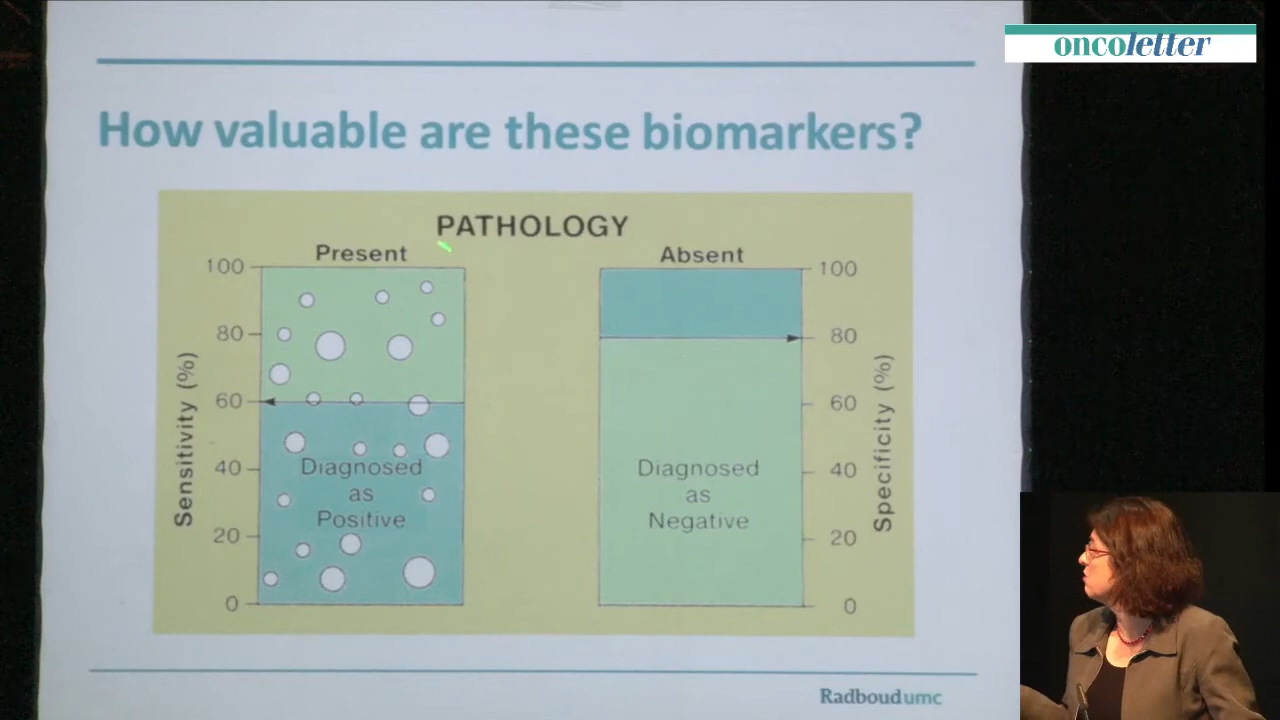 oncoletter
How valuable are these biomarkers?
PATHOLOGY
Present
Absent
Sensitivity (%)
100
80
60
40
20
0
Diagnosed
as
Positive
Diagnosed
as
Negative
100
80
60
40
20
0
Specificity (%)
Radboudumc